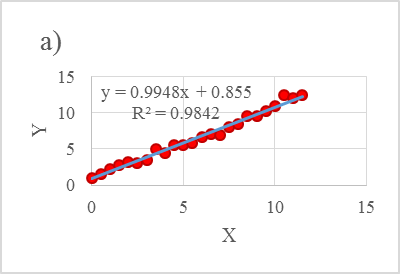 a)
15
y = 0.9948x + 0.855
R² = 0.9842
10
Y
5
0
0 5 10 15
X